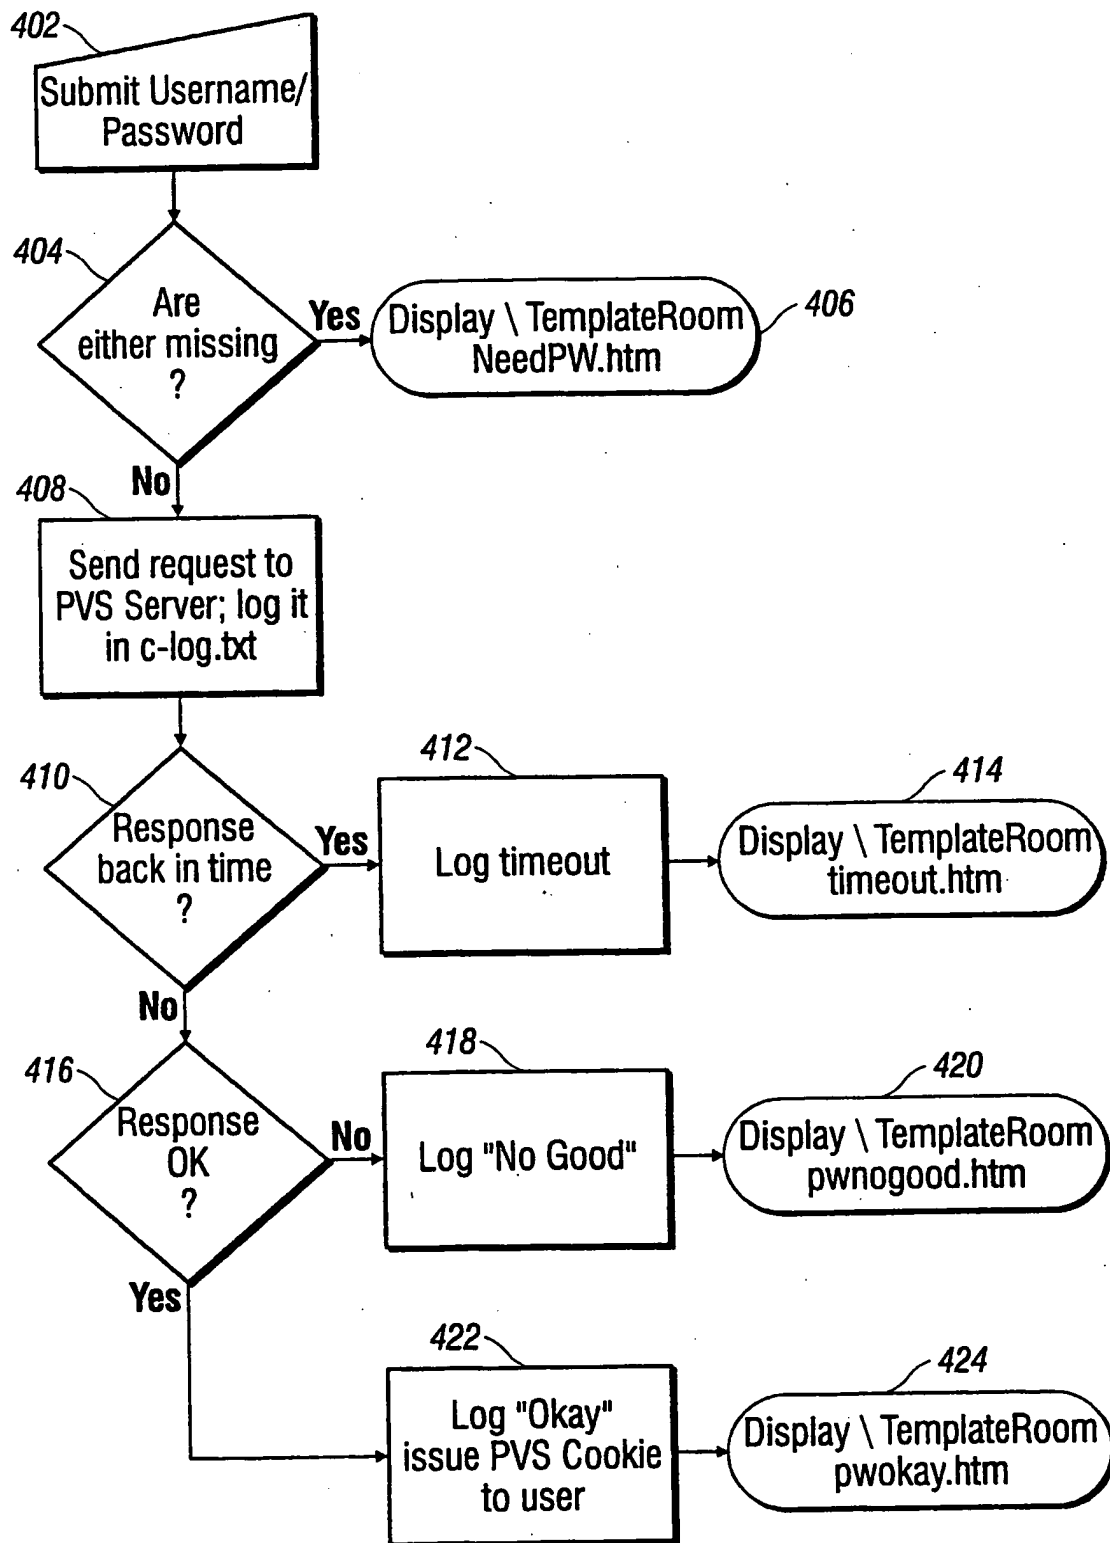 402
Submit Username/
Password
404
Are
either missing
?
Yes
Display \ TemplateRoom
NeedPW.htm
406
No
408
Send request to
PVS Server; log it
in c-log.txt
410
Response
back in time
?
Yes
412
Log timeout
414
Display \ TemplateRoom
timeout.htm
No
416
Response
OK
?
No
418
Log "No Good"
420
Display \ TemplateRoom
pwnogood.htm
Yes
422
Log "Okay"
issue PVS Cookie
to user
424
Display \ TemplateRoom
pwokay.htm